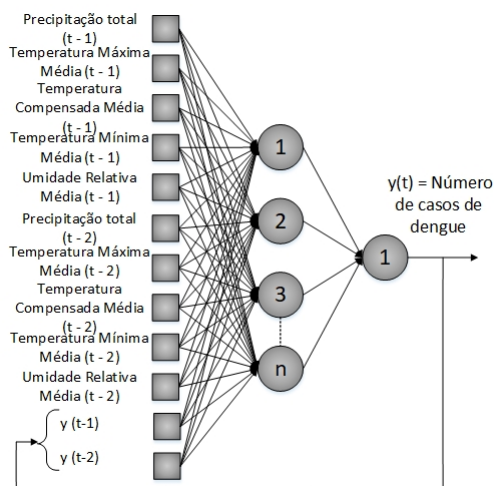 Precipitação total
(t - 1)
Temperatura Máxima
Média (t - 1)
Temperatura
Compensada Média
(t - 1)
Temperatura Mínima
Média (t - 1)
Umidade Relativa
Média (t - 1)
Precipitação total
(t - 2)
Temperatura Máxima
Média (t - 2)
Temperatura
Compensada Média
(t - 2)
Temperatura Mínima
Média (t - 2)
Umidade Relativa
Média (t - 2)
y (t-1)
y (t-2)
1
2
3
n
1
y(t) = Número
de casos de
dengue